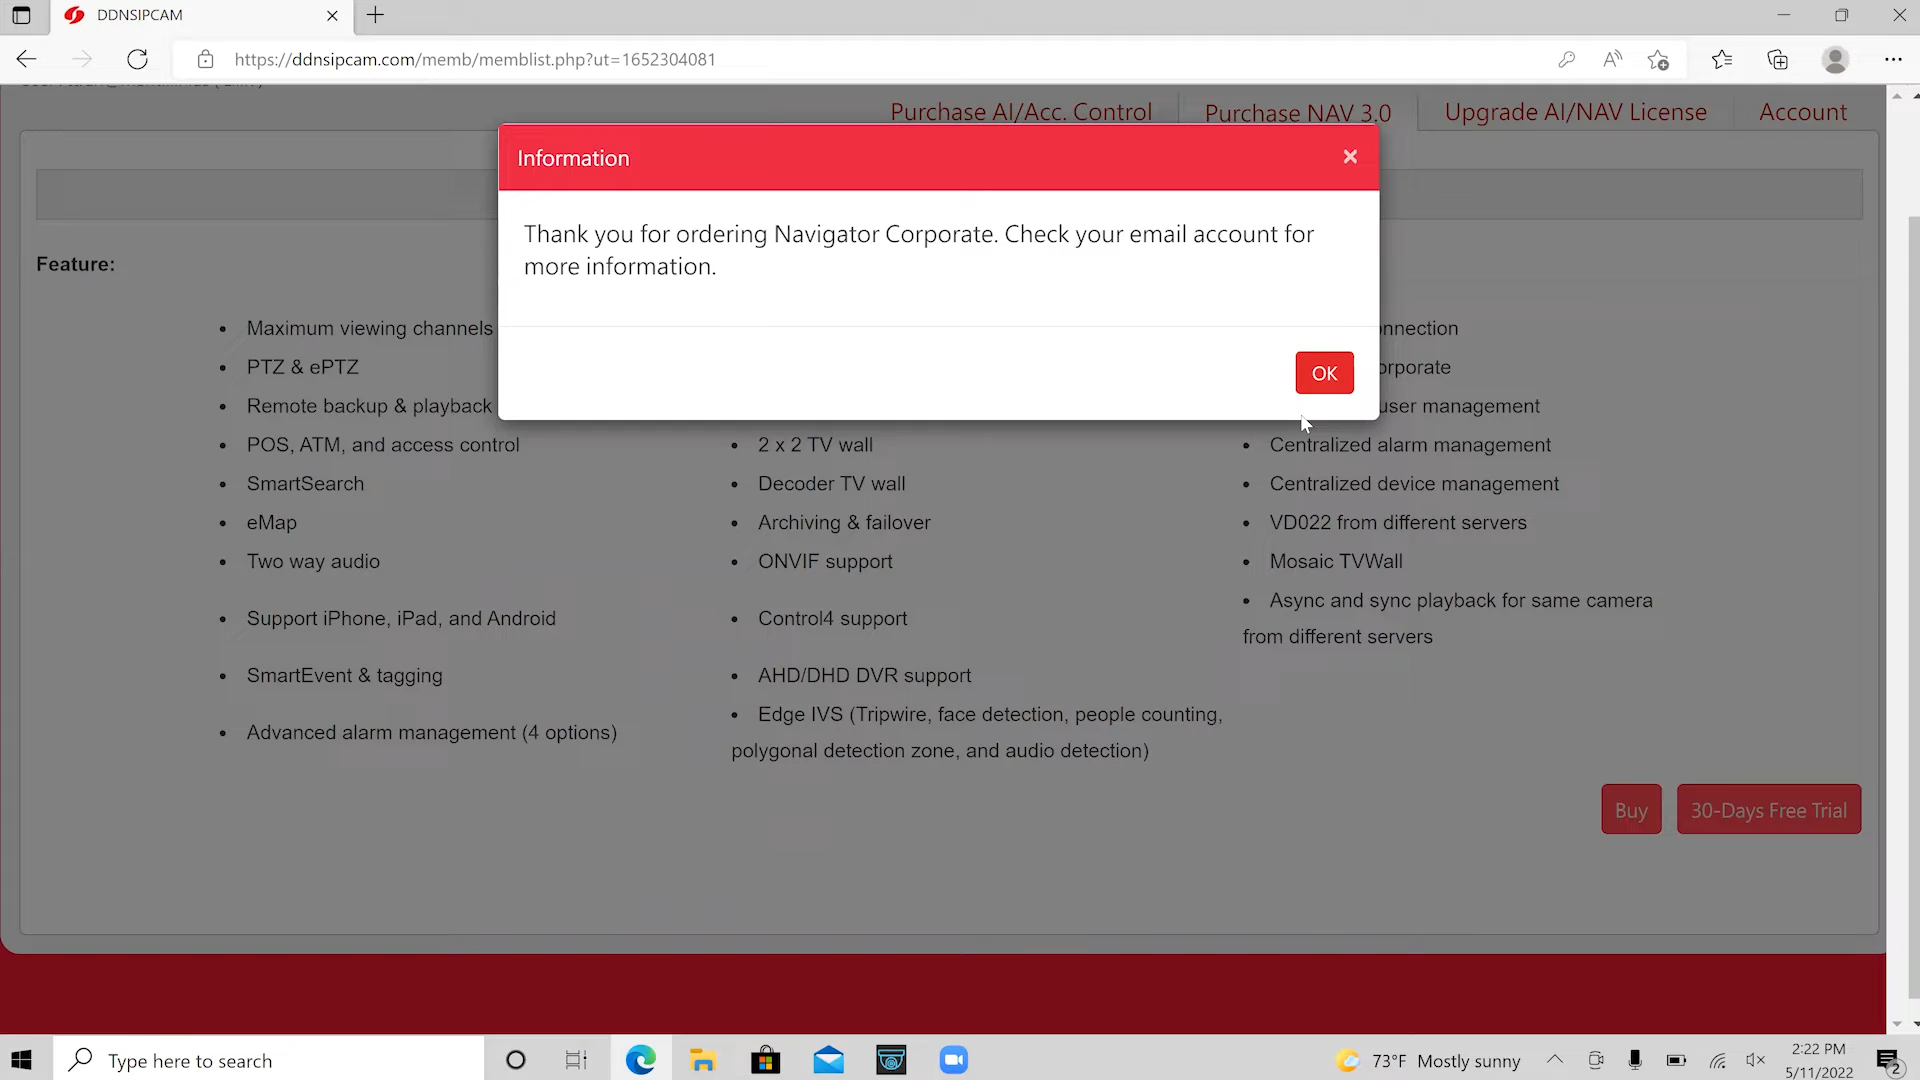 DDNSIPCAM
https://ddnsipcam.com/memb/memblist.php?ut=1652304081
Purchase AI/Acc. Control
Purchase NAV 3.0
Upgrade AI/NAV License
Account
Information
Thank you for ordering Navigator Corporate. Check your email account for
more information.
OK
Feature:
Maximum viewing channels
PTZ & ePTZ
Remote backup & playback
POS, ATM, and access control
SmartSearch
eMap
Two way audio
Support iPhone, iPad, and Android
SmartEvent & tagging
Advanced alarm management (4 options)
2 x 2 TV wall
Decoder TV wall
Archiving & failover
ONVIF support
Control4 support
AHD/DHD DVR support
Edge IVS (Tripwire, face detection, people counting,
polygonal detection zone, and audio detection)
nnection
orporate
user management
Centralized alarm management
Centralized device management
VD022 from different servers
Mosaic TVWall
Async and sync playback for same camera
from different servers
Buy
30-Days Free Trial
Type here to search
73°F Mostly sunny
2:22 PM
5/11/2022
2